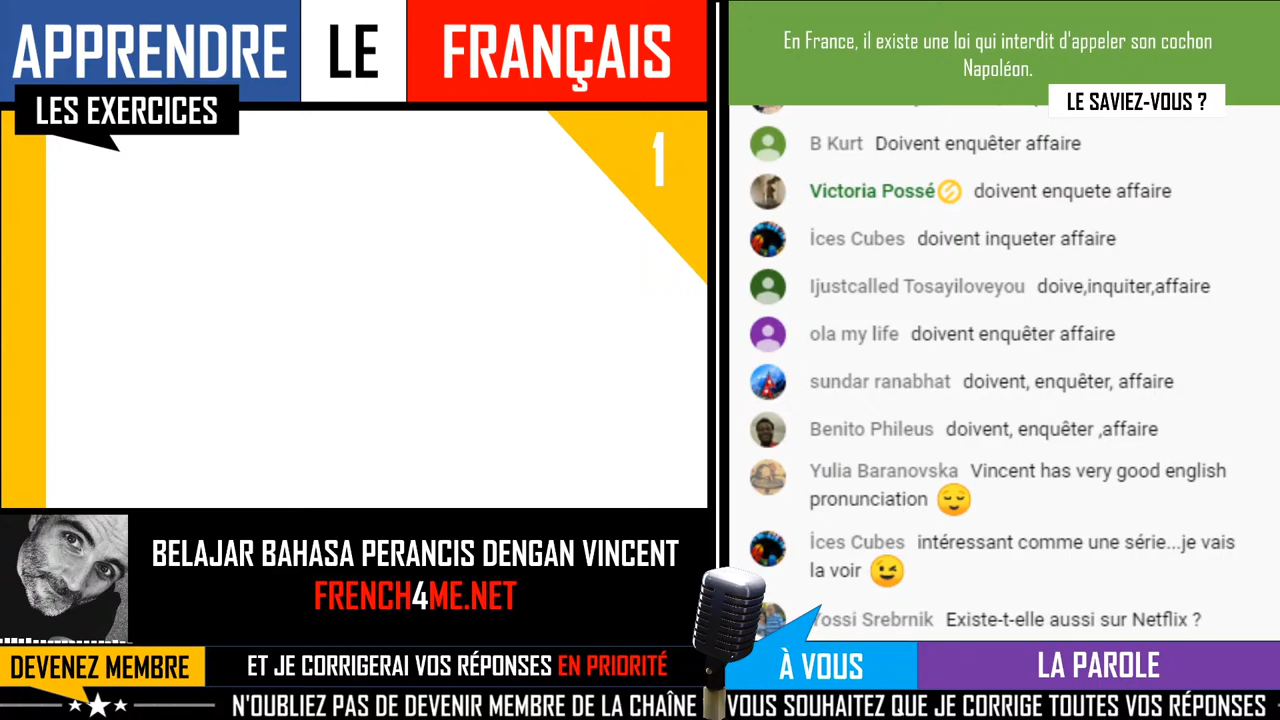 APPRENDRE LE FRANÇAIS
LES EXERCICES
1
BELAJAR BAHASA PERANCIS DENGAN VINCENT
FRENCH4ME.NET
DEVENEZ MEMBRE
ET JE CORRIGERAI VOS RÉPONSES EN PRIORITÉ
En France, il existe une loi qui interdit d'appeler son cochon
Napoléon.
LE SAVIEZ-VOUS ?
B Kurt Doivent enquêter affaire
Victoria Possé doivent enquete affaire
İces Cubes doivent inqueter affaire
Ijustcalled Tosayiloveyou doive,inquiter,affaire
ola my life doivent enquêter affaire
sundar ranabhat doivent, enquêter, affaire
Benito Phileus doivent, enquêter ,affaire
Yulia Baranovska Vincent has very good english
pronunciation
İces Cubes intéressant comme une série...je vais
la voir
Srebrnik Existe-t-elle aussi sur Netflix ?
À VOUS
LA PAROLE
N'OUBLIEZ PAS DE DEVENIR MEMBRE DE LA CHAÎNE
VOUS SOUHAITEZ QUE JE CORRIGE TOUTES VOS RÉPONSES